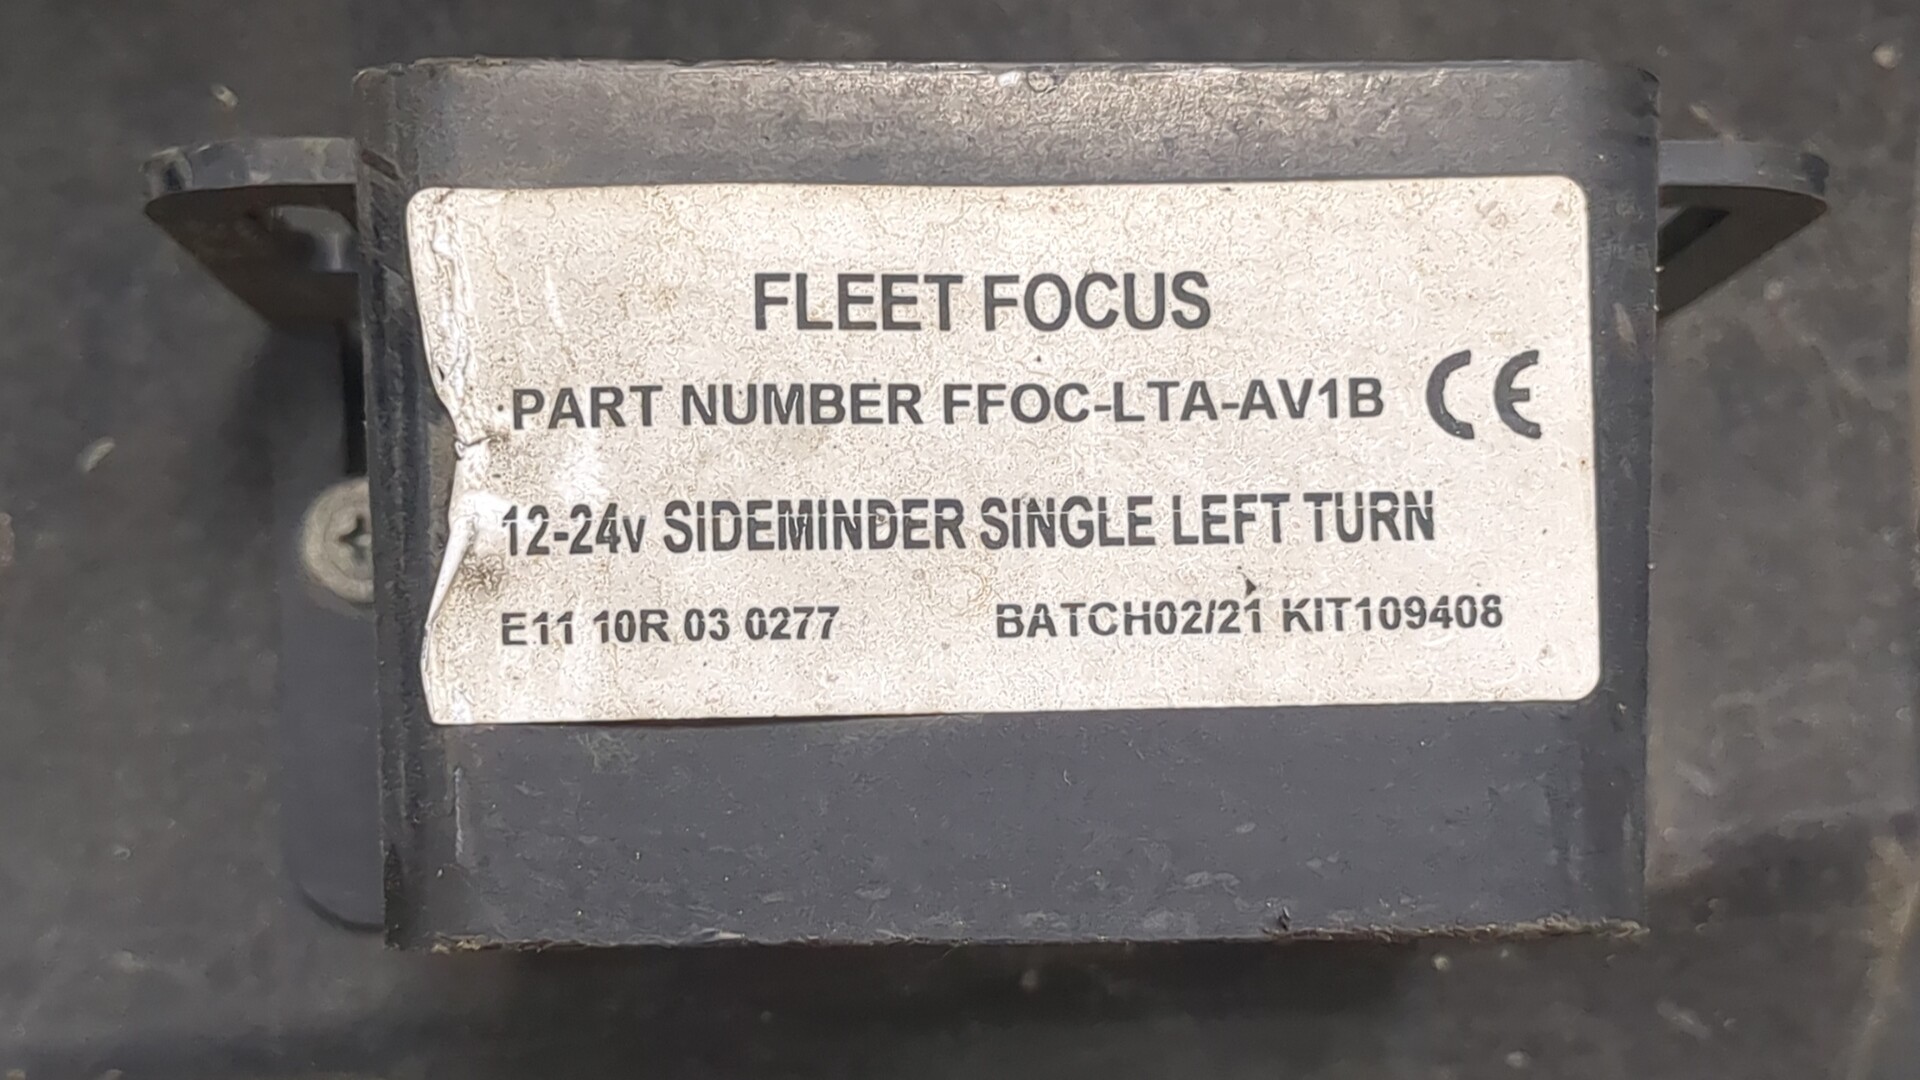 FLEET FOCUS
PART NUMBER FFOC-LTA-AV1B CE
12-24v SIDEMINDER SINGLE LEFT TURN
E11 10R 03 0277 BATCH02/21 KIT109408